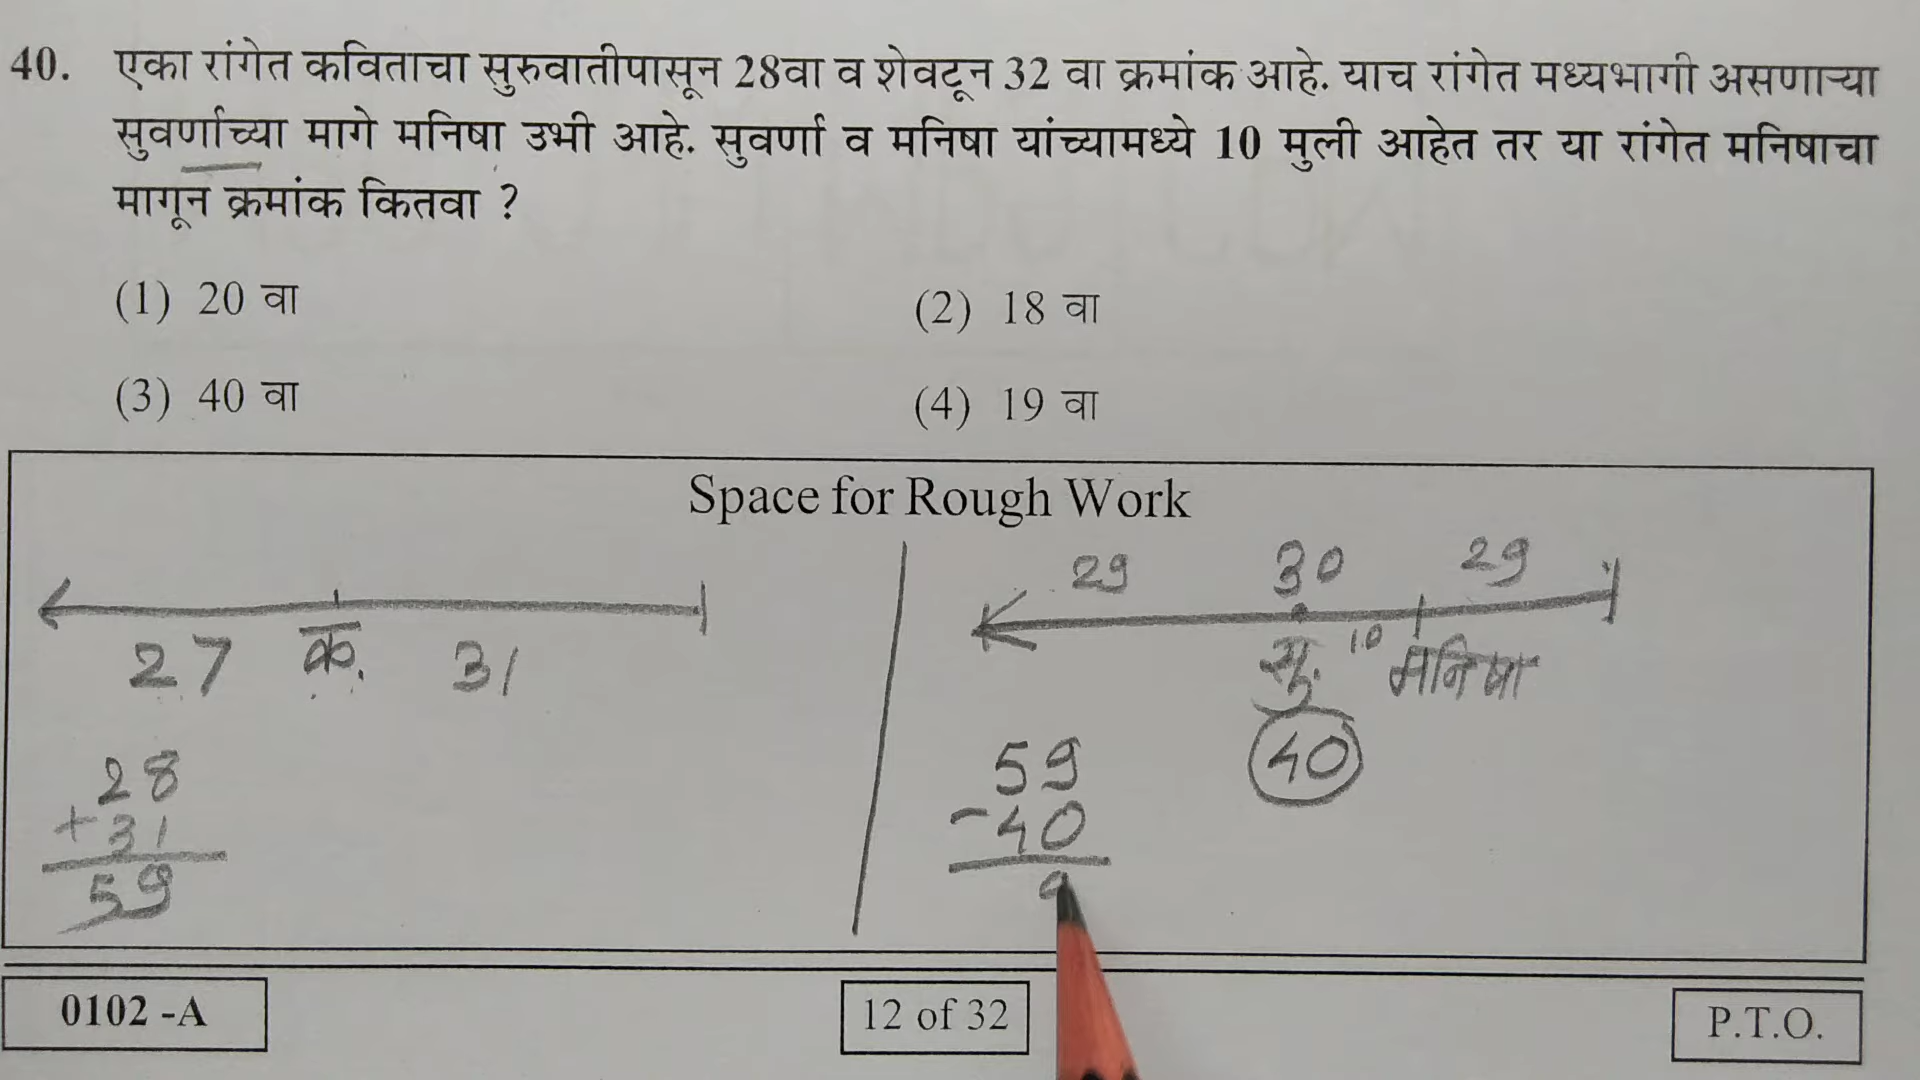 40. एका रांगेत कविताचा सुरुवातीपासून 28वा व शेवटून 32 वा क्रमांक आहे. याच रांगेत मध्यभागी असणाऱ्या
सुवर्णाच्या मागे मनिषा उभी आहे. सुवर्णा व मनिषा यांच्यामध्ये 10 मुली आहेत तर या रांगेत मनिषाचा
मागून क्रमांक कितवा ?
(1) 20 वा
(2) 18 वा
(3) 40 वा
(4) 19 वा
Space for Rough Work
27 क. 31
28
+31
59
29 30 29
सु. 10 मनिषा
40
59
-40
9
0102 -A
12 of 32
P.T.O.